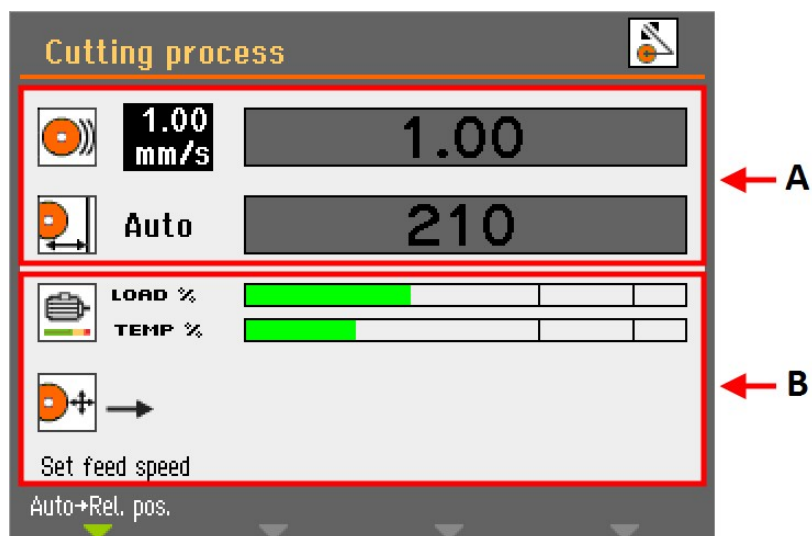 Cutting process
1.00
mm/s
1.00
A
Auto
210
LOAD %
TEMP %
B
Set feed speed
Auto→Rel. pos.